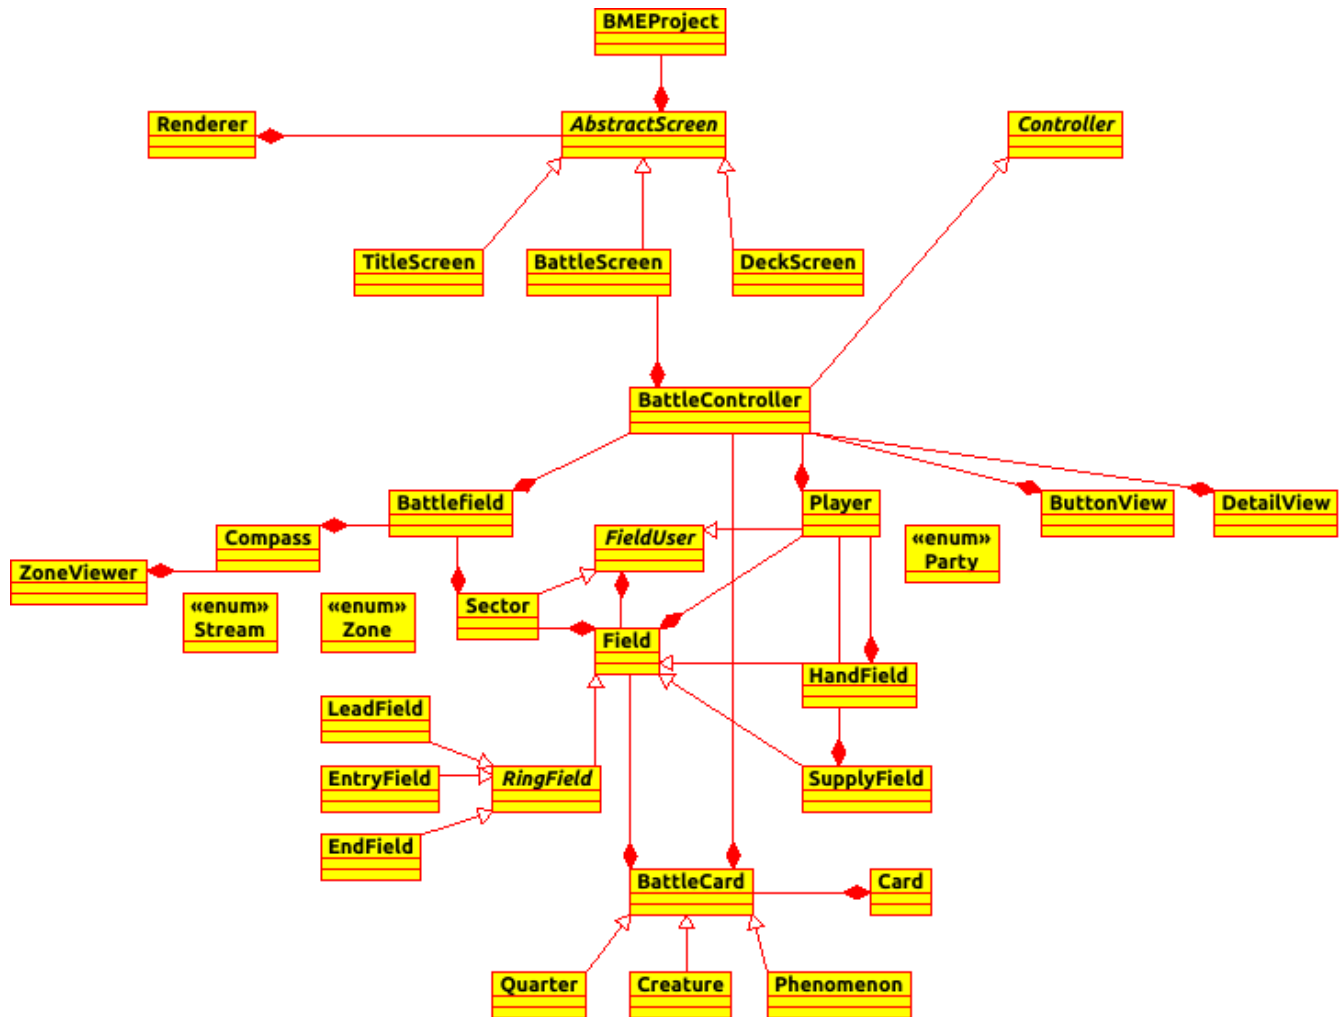 BMEProject
Renderer
AbstractScreen
Controller
TitleScreen
BattleScreen
DeckScreen
BattleController
Battlefield
Player
ButtonView
DetailView
Compass
FieldUser
«enum»
Party
ZoneViewer
«enum»
Stream
«enum»
Zone
Sector
Field
HandField
LeadField
EntryField
RingField
SupplyField
EndField
BattleCard
Card
Quarter
Creature
Phenomenon